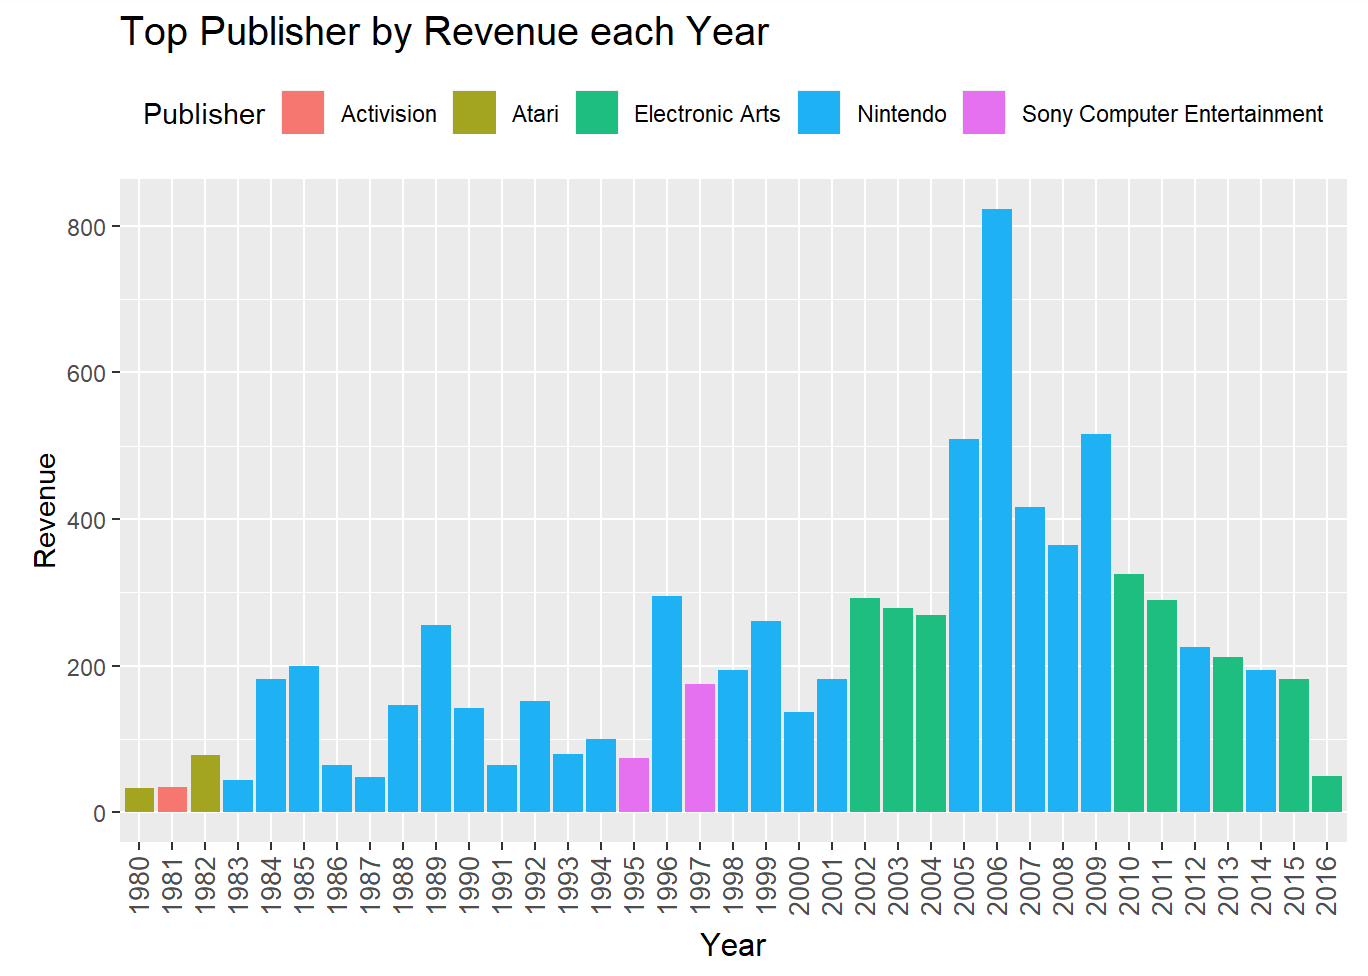 Top Publisher by Revenue each Year
Publisher Activision Atari Electronic Arts Nintendo Sony Computer Entertainment
800
600
400
200
0
Revenue
1980 1981 1982 1983 1984 1985 1986 1987 1988 1989 1990 1991 1992 1993 1994 1995 1996 1997 1998 1999 2000 2001 2002 2003 2004 2005 2006 2007 2008 2009 2010 2011 2012 2013 2014 2015 2016
Year